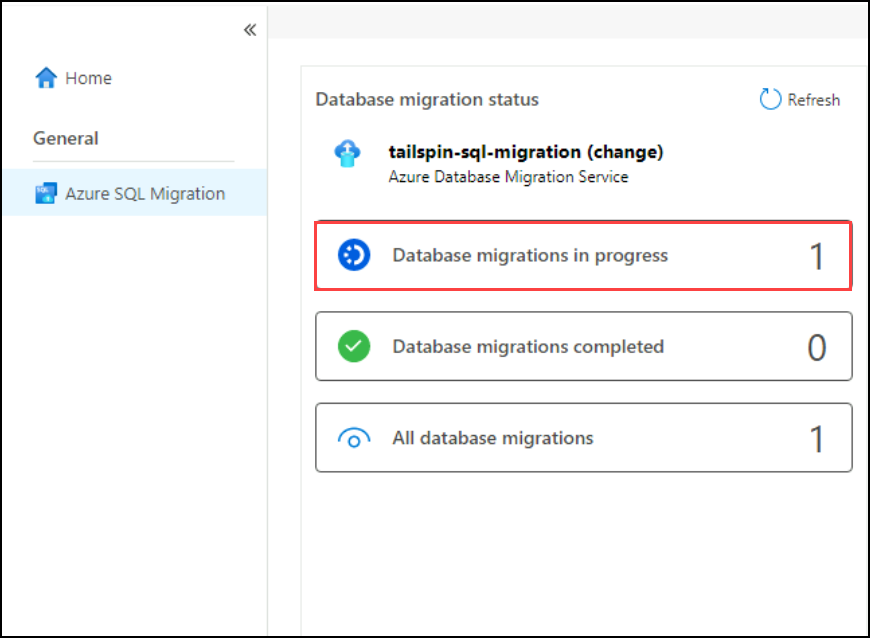 «
Home
General
Azure SQL Migration
Database migration status
Refresh
tailspin-sql-migration (change)
Azure Database Migration Service
Database migrations in progress 1
Database migrations completed 0
All database migrations 1